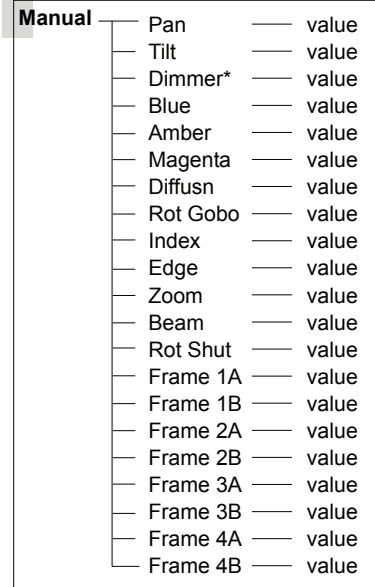 Manual Pan value
Tilt value
Dimmer* value
Blue value
Amber value
Magenta value
Diffusn value
Rot Gobo value
Index value
Edge value
Zoom value
Beam value
Rot Shut value
Frame 1A value
Frame 1B value
Frame 2A value
Frame 2B value
Frame 3A value
Frame 3B value
Frame 4A value
Frame 4B value